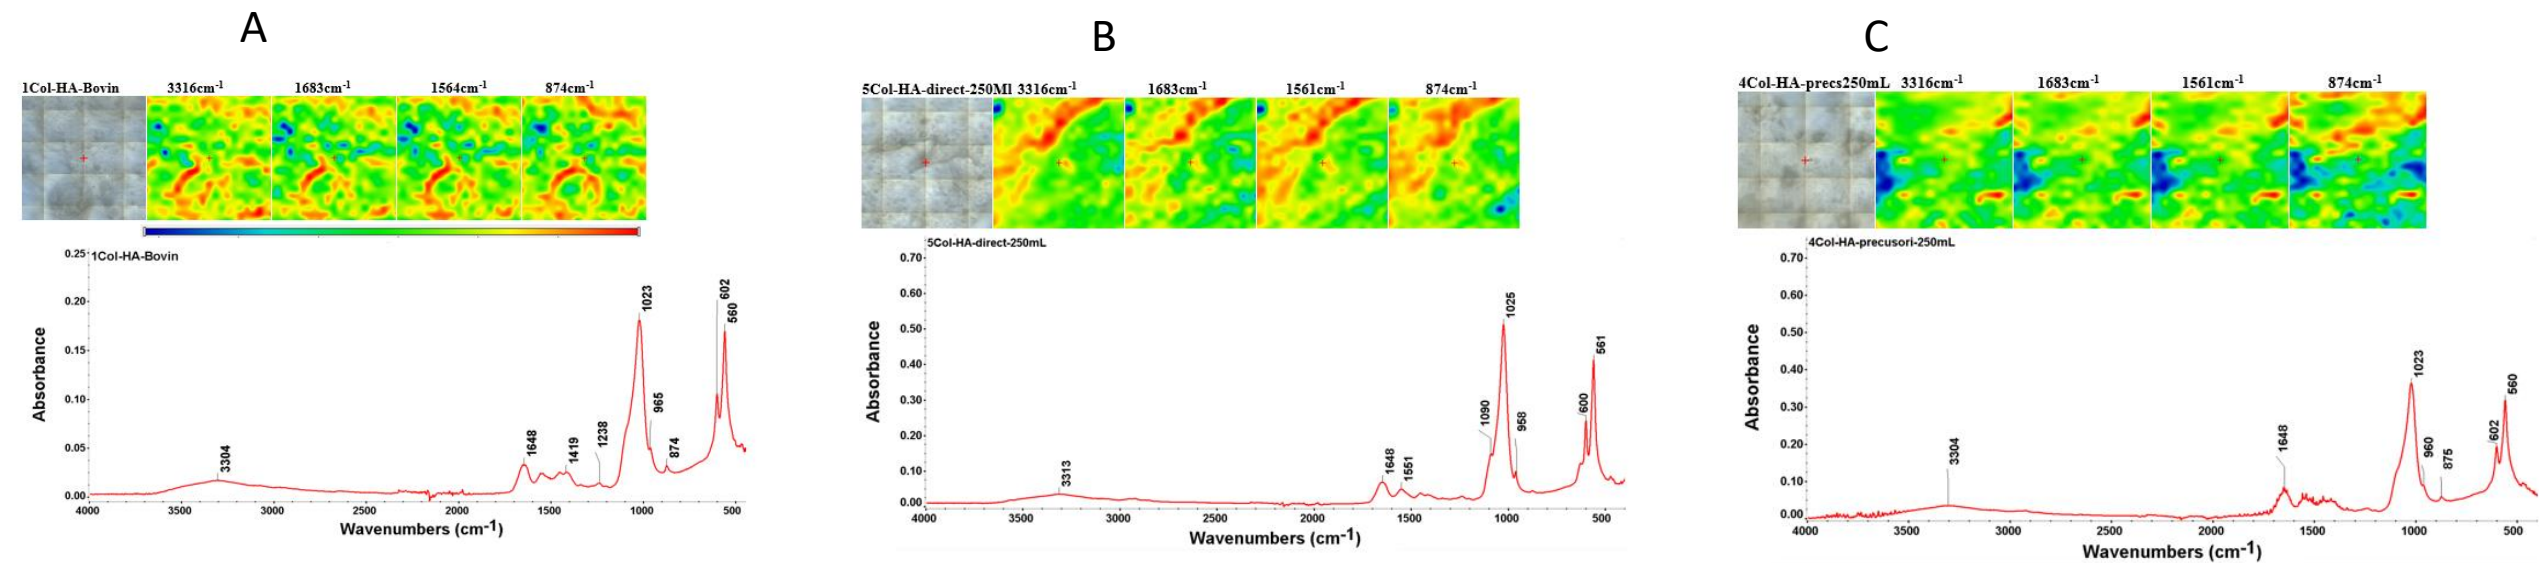 A
1Col-HA-Bovin 3316cm-1 1683cm-1 1564cm-1 874cm-1
0.25 1Col-HA-Bovin
0.20
0.15
0.10
0.05
0.00
Absorbance
3304
1648
1419
1238
1023
965
874
602
560
4000 3500 3000 2500 2000 1500 1000 500
Wavenumbers (cm-1)
B
5Col-HA-direct-250Ml 3316cm-1 1683cm-1 1561cm-1 874cm-1
5Col-HA-direct-250mL
0.70
0.60
0.50
0.40
0.30
0.20
0.10
0.00
Absorbance
3313
1648
1551
1090
1025
958
600
561
4000 3500 3000 2500 2000 1500 1000 500
Wavenumbers (cm-1)
C
4Col-HA-precs250mL 3316cm-1 1683cm-1 1561cm-1 874cm-1
4Col-HA-precusori-250mL
0.70
0.60
0.50
0.40
0.30
0.20
0.10
0.00
Absorbance
3304
1648
1023
960
875
602
560
4000 3500 3000 2500 2000 1500 1000 500
Wavenumbers (cm-1)